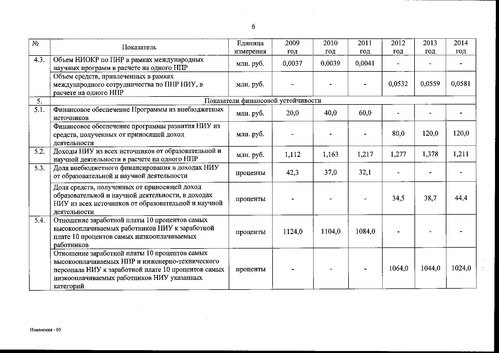 6
№ Показатель Единица измерения 2009 год 2010 год 2011 год 2012 год 2013 год 2014 год
4.3. Объем НИОКР по ПНР в рамках международных
научных программ в расчете на одного НПР млн. руб. 0,0037 0,0039 0,0041 - - -
Объем средств, привлеченных в рамках
международного сотрудничества по ПНР НИУ, в
расчете на одного НПР млн. руб. - - - 0,0532 0,0559 0,0581
5. Показатели финансовой устойчивости
5.1. Финансовое обеспечение Программы из внебюджетных
источников млн. руб. 20,0 40,0 60,0 - - -
Финансовое обеспечение программы развития НИУ из
средств, полученных от приносящей доход
деятельности млн. руб. - - - 80,0 120,0 120,0
5.2. Доходы НИУ из всех источников от образовательной и
научной деятельности в расчете на одного НПР млн. руб. 1,112 1,163 1,217 1,277 1,378 1,211
5.3. Доля внебюджетного финансирования в доходах НИУ
от образовательной и научной деятельности проценты 42,3 37,0 32,1 - - -
Доля средств, полученных от приносящей доход
образовательной и научной деятельности, в доходах
НИУ из всех источников от образовательной и научной
деятельности проценты - - - 34,5 38,7 44,4
5.4. Отношение заработной платы 10 процентов самых
высокооплачиваемых работников НИУ к заработной
плате 10 процентов самых низкооплачиваемых
работников проценты 1124,0 1104,0 1084,0 - - -
Отношение заработной платы 10 процентов самых
высокооплачиваемых НПР и инженерно-технического
персонала НИУ к заработной плате 10 процентов самых
низкооплачиваемых работников НИУ указанных
категорий проценты - - - 1064,0 1044,0 1024,0
Изменения - 05